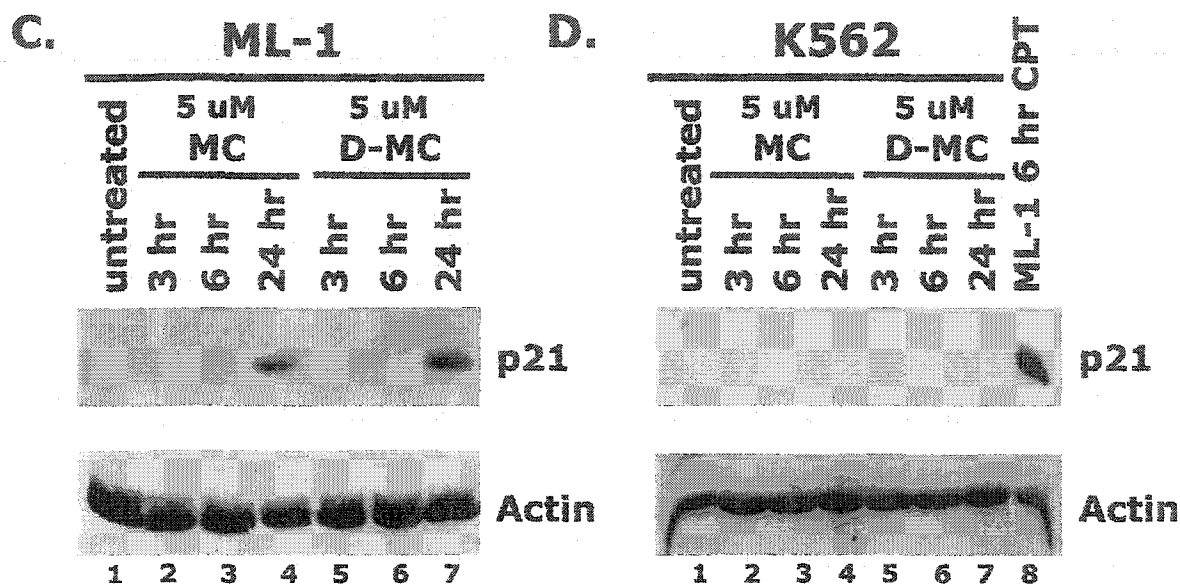 C.
ML-1
untreated
5 uM
MC
5 uM
D-MC
3 hr
6 hr
24 hr
3 hr
6 hr
24 hr
p21
Actin
1 2 3 4 5 6 7
D.
K562
untreated
5 uM
MC
5 uM
D-MC
3 hr
6 hr
24 hr
3 hr
6 hr
24 hr
ML-1 6 hr CPT
p21
Actin
1 2 3 4 5 6 7 8